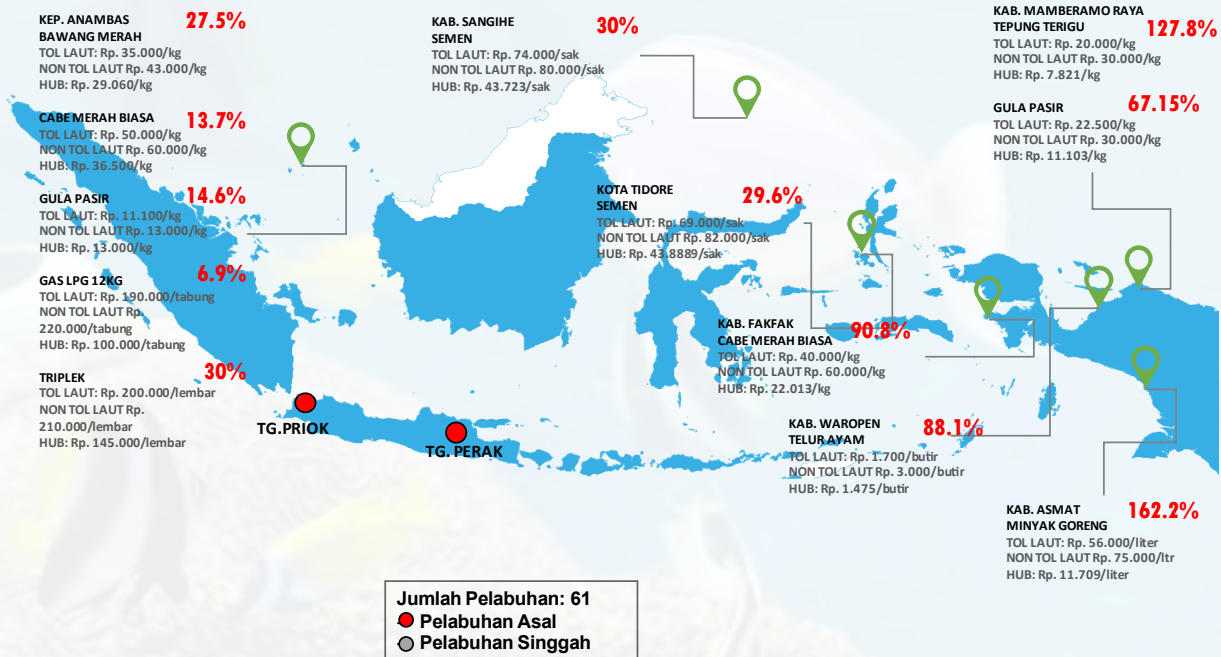 KEP. ANAMBAS
BAWANG MERAH
27.5%
TOL LAUT: Rp. 35.000/kg
NON TOL LAUT Rp. 43.000/kg
HUB: Rp. 29.060/kg
CABE MERAH BIASA
13.7%
TOL LAUT: Rp. 50.000/kg
NON TOL LAUT Rp. 60.000/kg
HUB: Rp. 36.500/kg
GULA PASIR
14.6%
TOL LAUT: Rp. 11.100/kg
NON TOL LAUT Rp. 13.000/kg
HUB: Rp. 13.000/kg
GAS LPG 12KG
6.9%
TOL LAUT: Rp. 190.000/tabung
NON TOL LAUT Rp.
220.000/tabung
HUB: Rp. 100.000/tabung
TRIPLEK
30%
TOL LAUT: Rp. 200.000/lembar
NON TOL LAUT Rp.
210.000/lembar
HUB: Rp. 145.000/lembar
KAB. SANGIHE
SEMEN
30%
TOL LAUT: Rp. 74.000/sak
NON TOL LAUT Rp. 80.000/sak
HUB: Rp. 43.723/sak
KAB. MAMBERAMO RAYA
TEPUNG TERIGU
127.8%
TOL LAUT: Rp. 20.000/kg
NON TOL LAUT Rp. 30.000/kg
HUB: Rp. 7.821/kg
GULA PASIR
67.15%
TOL LAUT: Rp. 22.500/kg
NON TOL LAUT Rp. 30.000/kg
HUB: Rp. 11.103/kg
KOTA TIDORE
SEMEN
29.6%
TOL LAUT: Rp. 69.000/sak
NON TOL LAUT Rp. 82.000/sak
HUB: Rp. 43.8889/sak
KAB. FAKFAK
CABE MERAH BIASA
90.8%
TOL LAUT: Rp. 40.000/kg
NON TOL LAUT Rp. 60.000/kg
HUB: Rp. 22.013/kg
KAB. WAROPEN
TELUR AYAM
88.1%
TOL LAUT: Rp. 1.700/butir
NON TOL LAUT Rp. 3.000/butir
HUB: Rp. 1.475/butir
KAB. ASMAT
MINYAK GORENG
162.2%
TOL LAUT: Rp. 56.000/liter
NON TOL LAUT Rp. 75.000/ltr
HUB: Rp. 11.709/liter
TG.PRIOK
TG. PERAK
Jumlah Pelabuhan: 61
Pelabuhan Asal
Pelabuhan Singgah